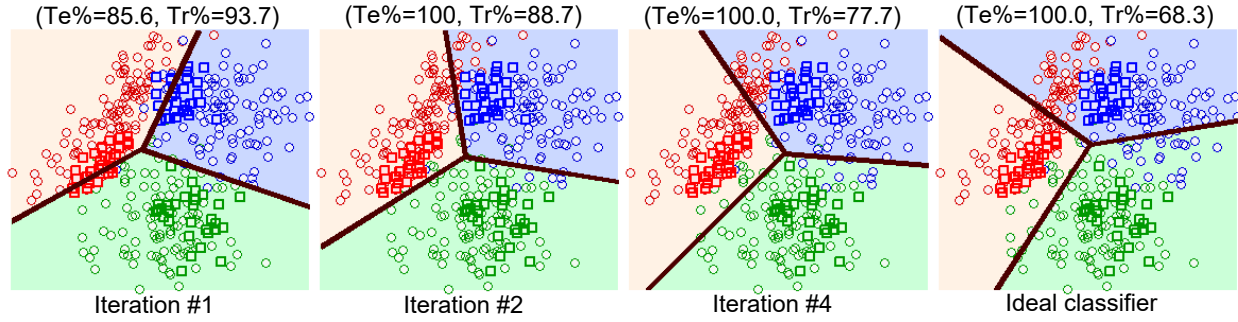 (Te%=85.6, Tr%=93.7)
(Te%=100, Tr%=88.7)
(Te%=100.0, Tr%=77.7)
(Te%=100.0, Tr%=68.3)
Iteration #1
Iteration #2
Iteration #4
Ideal classifier